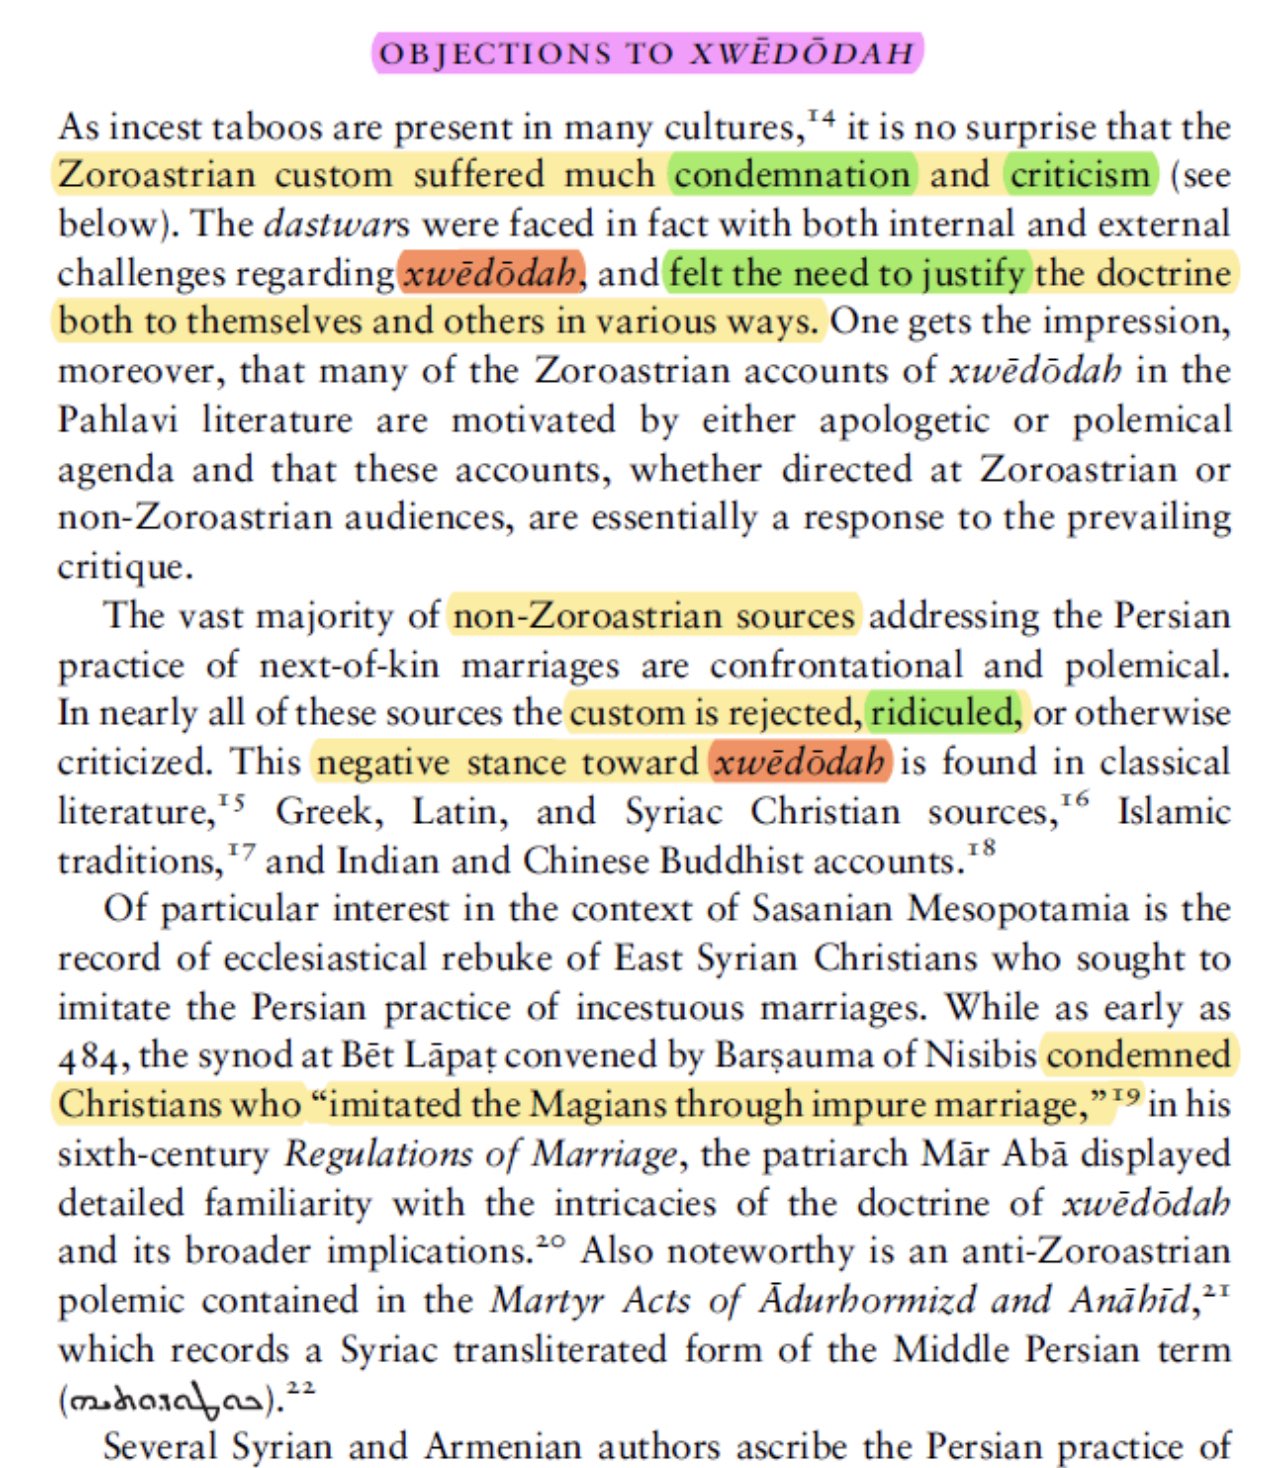 OBJECTIONS TO XWĒDŌDAH
As incest taboos are present in many cultures,¹⁴ it is no surprise that the
Zoroastrian custom suffered much condemnation and criticism (see
below). The dastwars were faced in fact with both internal and external
challenges regarding xwēdōdah, and felt the need to justify the doctrine
both to themselves and others in various ways. One gets the impression,
moreover, that many of the Zoroastrian accounts of xwēdōdah in the
Pahlavi literature are motivated by either apologetic or polemical
agenda and that these accounts, whether directed at Zoroastrian or
non-Zoroastrian audiences, are essentially a response to the prevailing
critique.
The vast majority of non-Zoroastrian sources addressing the Persian
practice of next-of-kin marriages are confrontational and polemical.
In nearly all of these sources the custom is rejected, ridiculed, or otherwise
criticized. This negative stance toward xwēdōdah is found in classical
literature,¹⁵ Greek, Latin, and Syriac Christian sources,¹⁶ Islamic
traditions,¹⁷ and Indian and Chinese Buddhist accounts.¹⁸
Of particular interest in the context of Sasanian Mesopotamia is the
record of ecclesiastical rebuke of East Syrian Christians who sought to
imitate the Persian practice of incestuous marriages. While as early as
484, the synod at Bēt Lāpaṭ convened by Barṣauma of Nisibis condemned
Christians who “imitated the Magians through impure marriage,”¹⁹ in his
sixth-century Regulations of Marriage, the patriarch Mār Abā displayed
detailed familiarity with the intricacies of the doctrine of xwēdōdah
and its broader implications.²⁰ Also noteworthy is an anti-Zoroastrian
polemic contained in the Martyr Acts of Ādurhormizd and Anāhīd,²¹
which records a Syriac transliterated form of the Middle Persian term
().²²
Several Syrian and Armenian authors ascribe the Persian practice of